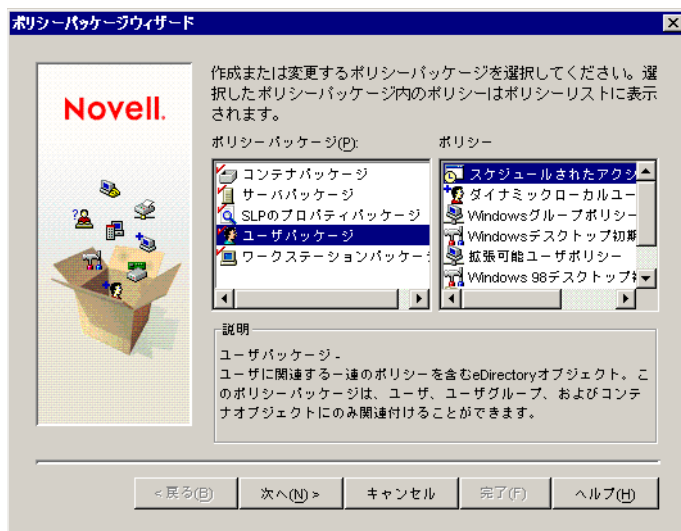 ポリシーパッケージウィザード
Novell.
作成または変更するポリシーパッケージを選択してください。選
択したポリシーパッケージ内のポリシーはポリシーリストに表示
されます。
ポリシーパッケージ(P):
コンテナパッケージ
サーバパッケージ
SLPのプロパティパッケージ
ユーザパッケージ
ワークステーションパッケー
ポリシー
スケジュールされたアクシ
ダイナミックローカルユー
Windowsグループポリシー
Windowsデスクトップ初期
拡張可能ユーザポリシー
Windows 98デスクトップ
説明
ユーザパッケージ -
ユーザに関連する一連のポリシーを含むeDirectoryオブジェクト。こ
のポリシーパッケージは、ユーザ、ユーザグループ、およびコンテ
ナオブジェクトにのみ関連付けることができます。
< 戻る(B)
次へ(N) >
キャンセル
完了(F)
ヘルプ(H)